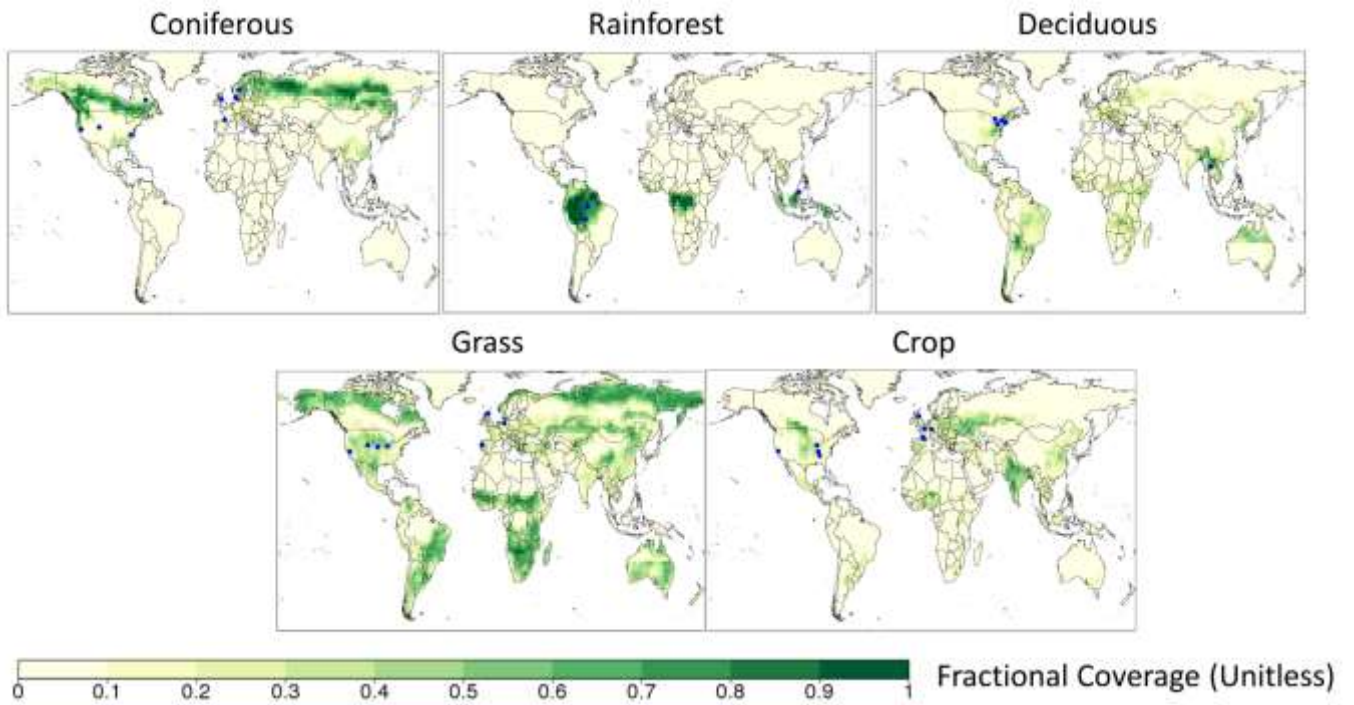 Coniferous
Rainforest
Deciduous
Grass
Crop
0 0.1 0.2 0.3 0.4 0.5 0.6 0.7 0.8 0.9 1
Fractional Coverage (Unitless)